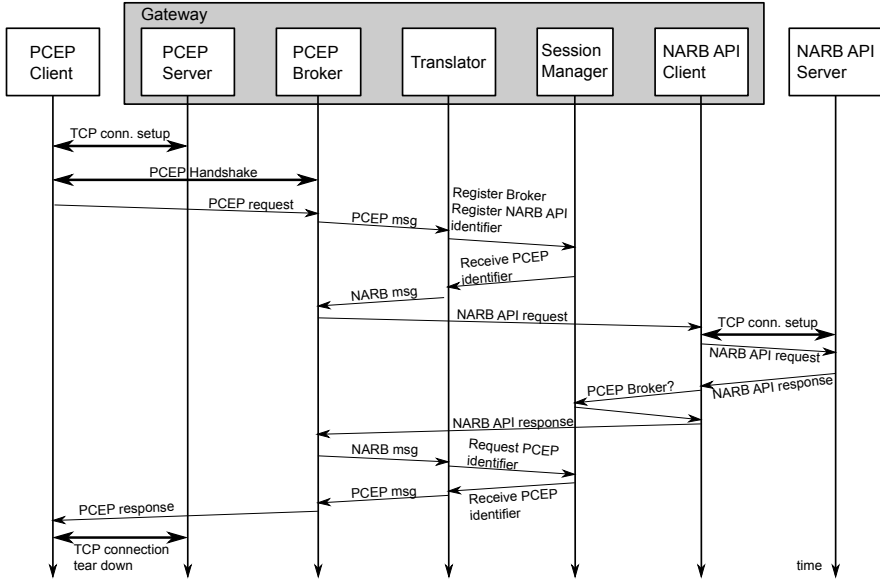 Gateway
PCEP
Client
PCEP
Server
PCEP
Broker
Translator
Session
Manager
NARB API
Client
NARB API
Server
TCP conn. setup
PCEP Handshake
PCEP request
PCEP msg
Register Broker
Register NARB API
identifier
Receive PCEP
identifier
NARB msg
NARB API request
TCP conn. setup
NARB API request
NARB API response
PCEP Broker?
NARB API response
NARB msg
Request PCEP
identifier
PCEP msg
Receive PCEP
identifier
PCEP response
TCP connection
tear down
time